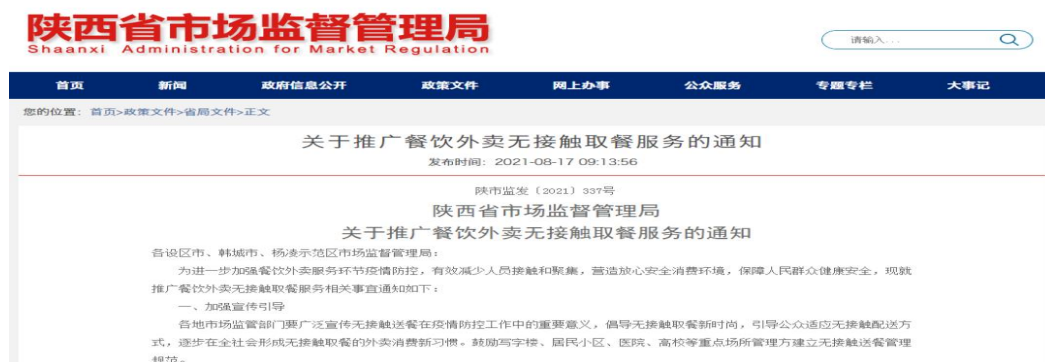 陕西省市场监督管理局
Shaanxi Administration for Market Regulation
请输入...
首页 新闻 政府信息公开 政策文件 网上办事 公众服务 专题专栏 大事记
您的位置：首页>政策文件>省局文件>正文
关于推广餐饮外卖无接触取餐服务的通知
发布时间：2021-08-17 09:13:56
陕市监发〔2021〕337号
陕西省市场监督管理局
关于推广餐饮外卖无接触取餐服务的通知
各设区市、韩城市、杨凌示范区市场监督管理局：
为进一步加强餐饮外卖服务环节疫情防控，有效减少人员接触和聚集，营造放心安全消费环境，保障人民群众健康安全，现就
推广餐饮外卖无接触取餐服务相关事宜通知如下：
一、加强宣传引导
各地市场监管部门要广泛宣传无接触送餐在疫情防控工作中的重要意义，倡导无接触取餐新时尚，引导公众适应无接触配送方
式，逐步在全社会形成无接触取餐的外卖消费新习惯。鼓励写字楼、居民小区、医院、高校等重点场所管理方建立无接触送餐管理
规范。